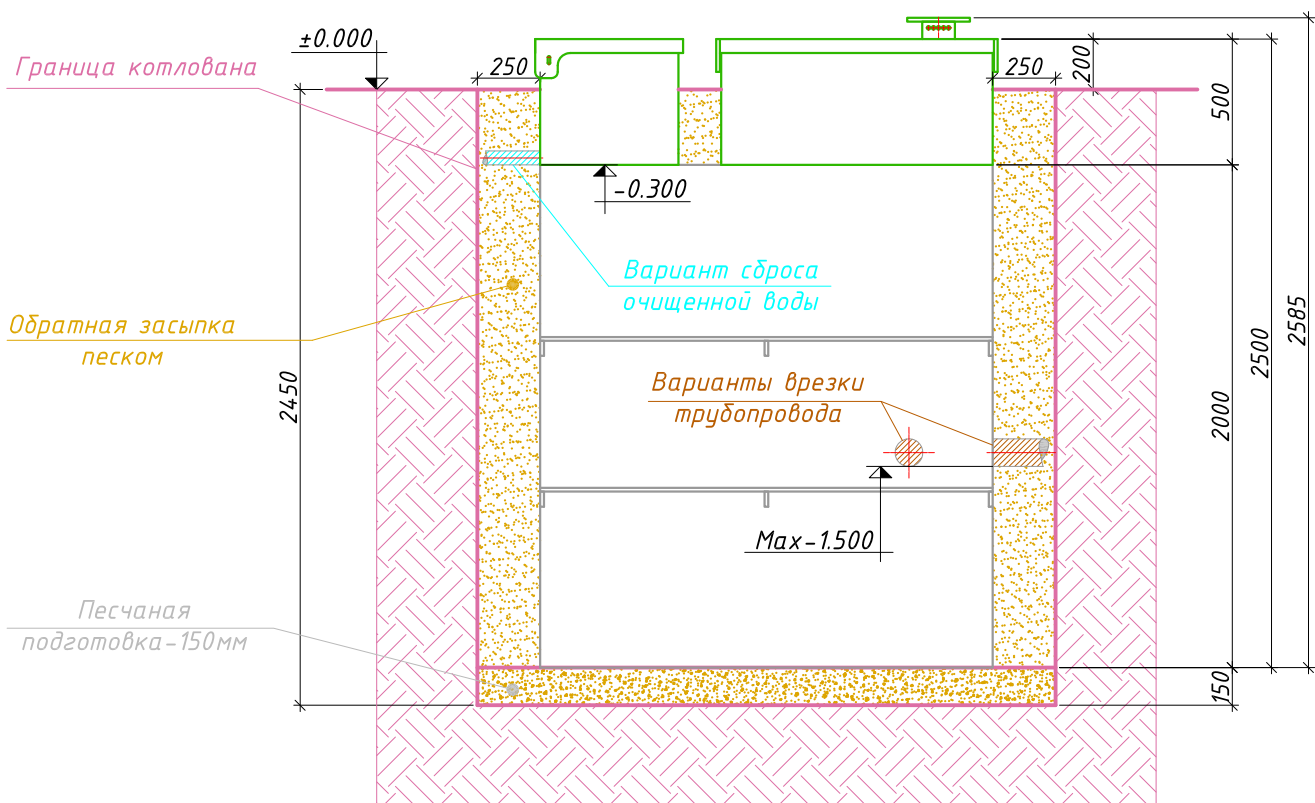 ±0.000
Граница котлована
250
250
200
500
-0.300
Вариант сброса
очищенной воды
Обратная засыпка
песком
2585
2500
2450
Варианты врезки
трубопровода
2000
Max-1.500
Песчаная
подготовка-150мм
150